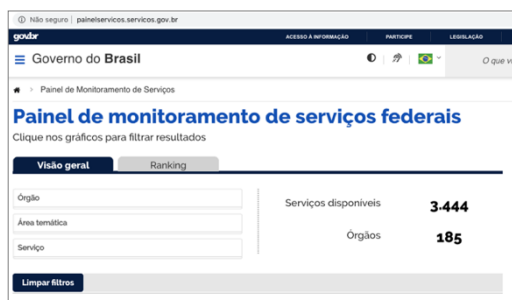 Não seguro | painelservicos.servicos.gov.br
govbr ACESSO À INFORMAÇÃO PARTICIPE LEGISLAÇÃO
Governo do Brasil O que v
Painel de Monitoramento de Serviços
Painel de monitoramento de serviços federais
Clique nos gráficos para filtrar resultados
Visão geral Ranking
Órgão
Serviços disponíveis 3.444
Área temática
Órgãos 185
Serviço
Limpar filtros